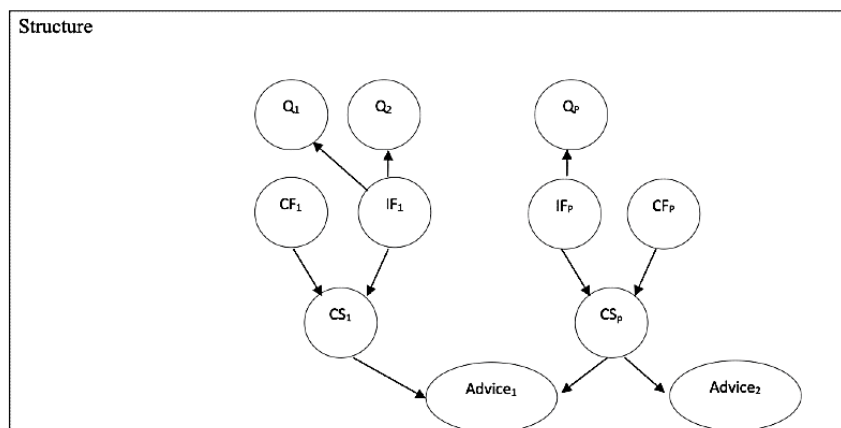 Structure
Q₁ Q₂ Qₚ
CF₁ IF₁ IFₚ CFₚ
CS₁ CSₚ
Advice₁ Advice₂